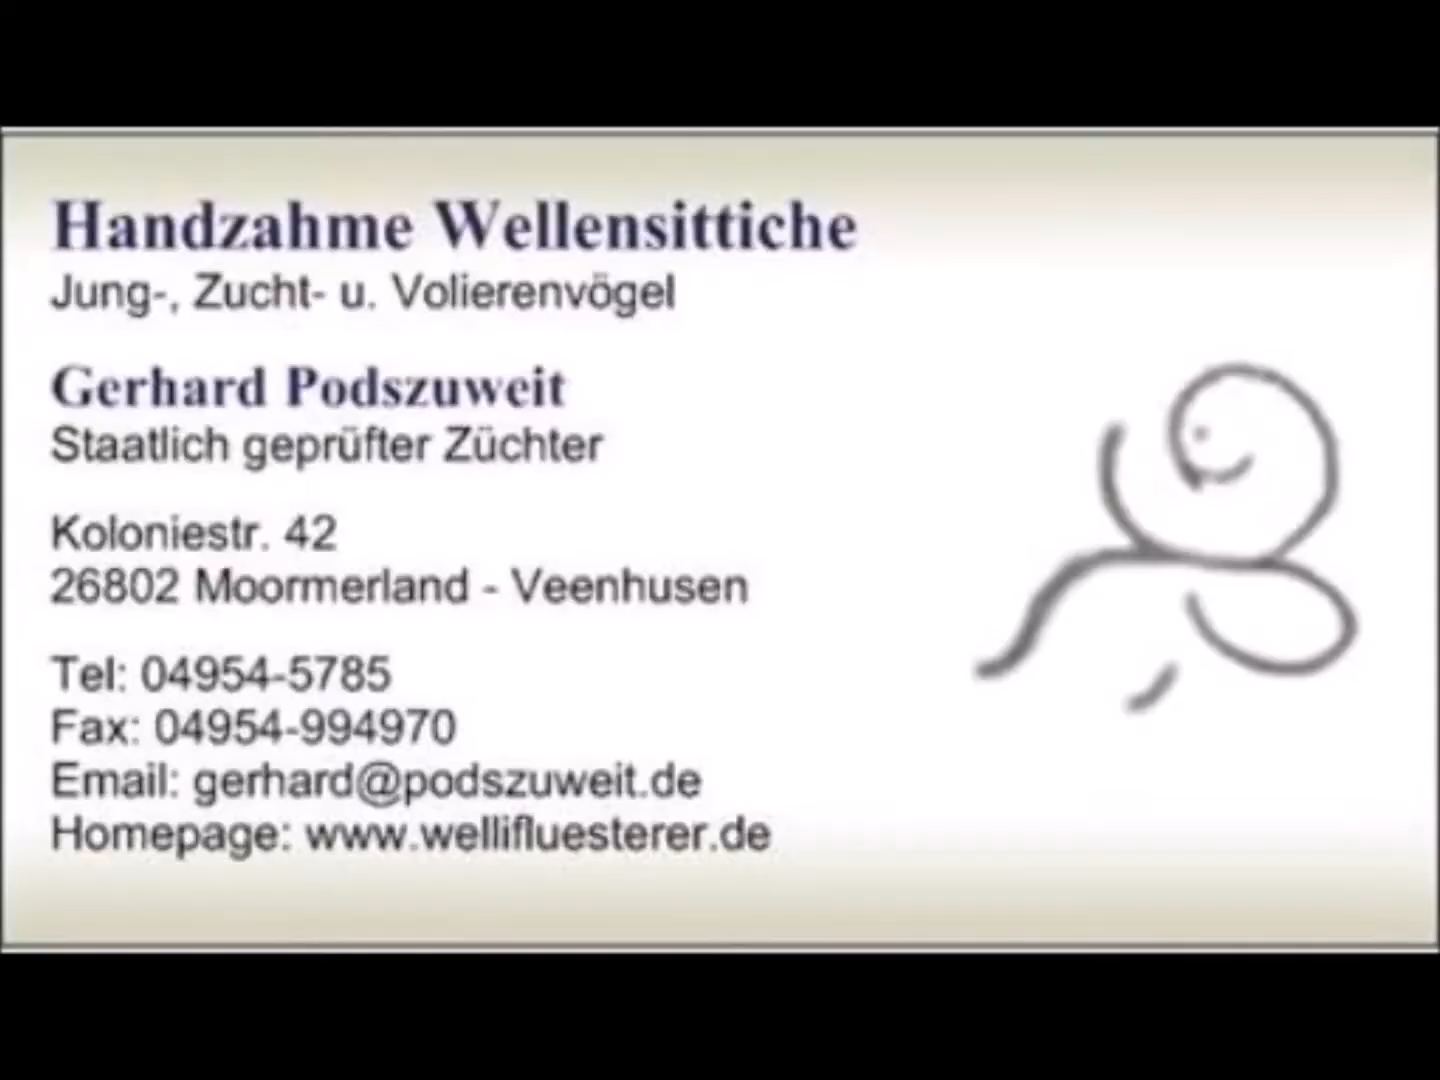 Handzahme Wellensittiche
Jung-, Zucht- u. Volierenvögel
Gerhard Podszuweit
Staatlich geprüfter Züchter
Koloniestr. 42
26802 Moormerland - Veenhusen
Tel: 04954-5785
Fax: 04954-994970
Email: gerhard@podszuweit.de
Homepage: www.wellifluesterer.de